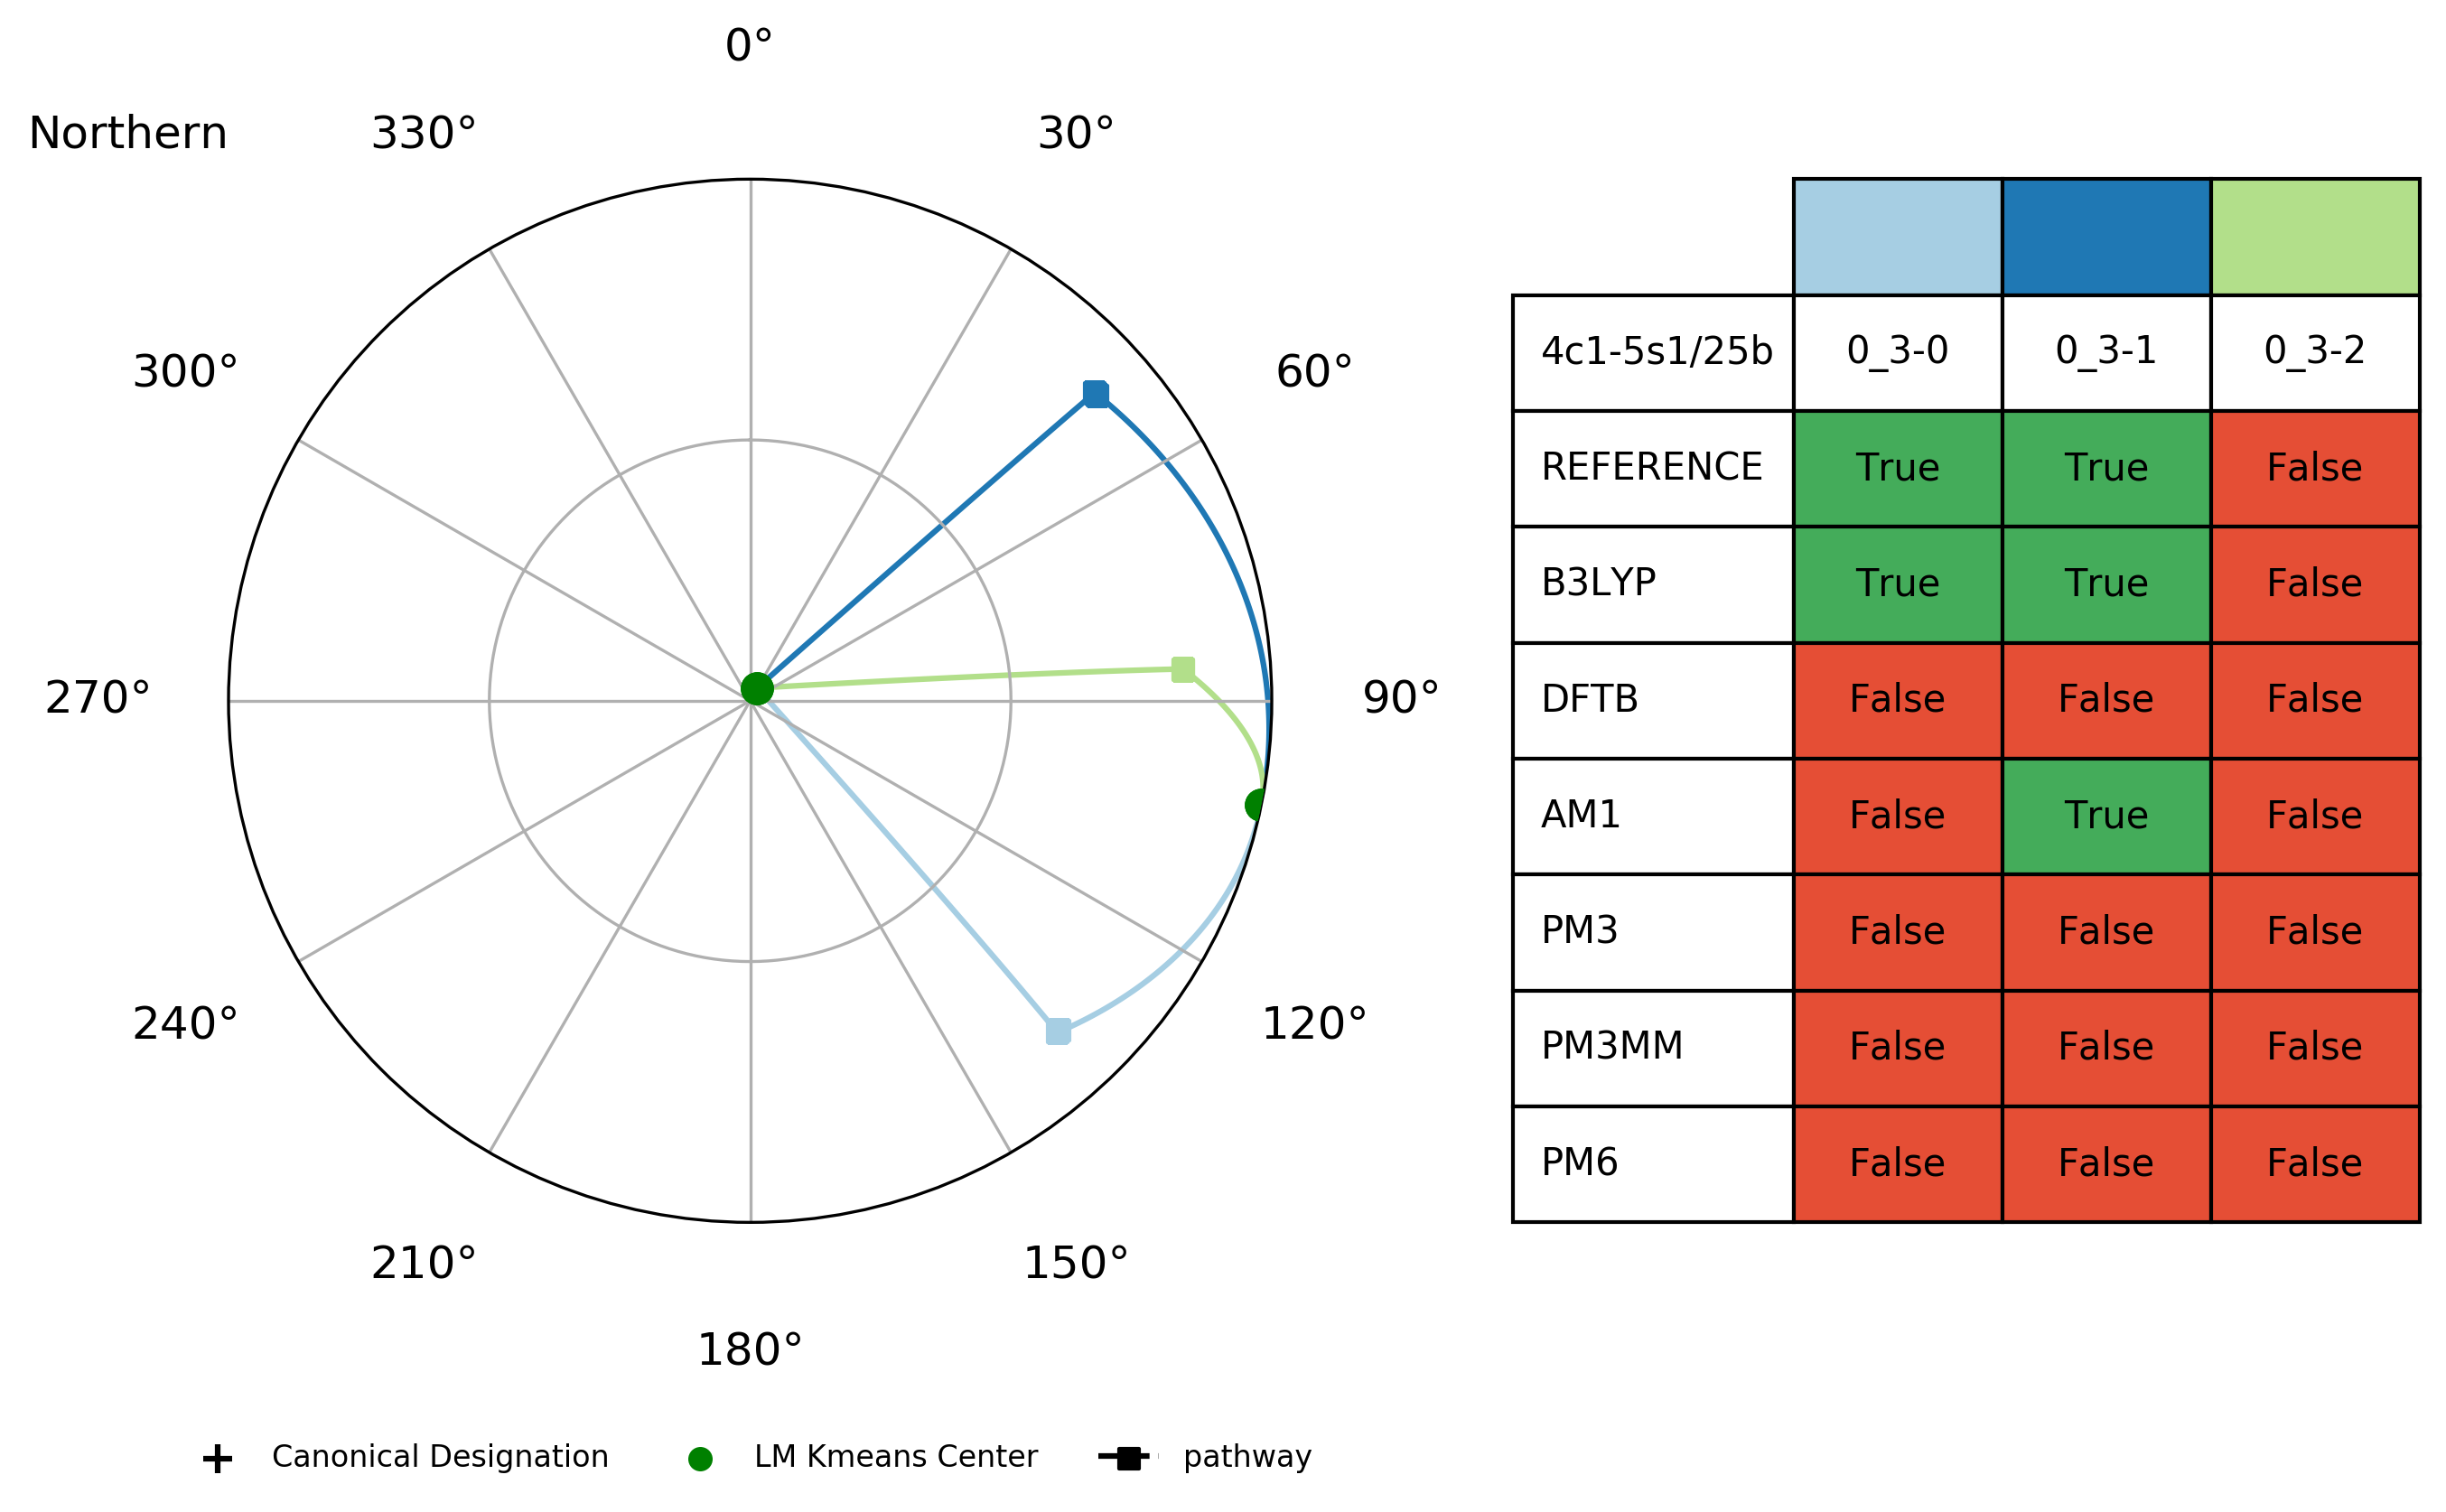 0°
Northern
330°
30°
300°
60°
270°
90°
240°
120°
210°
150°
180°
4c1-5s1/25b 0_3-0 0_3-1 0_3-2
REFERENCE True True False
B3LYP True True False
DFTB False False False
AM1 False True False
PM3 False False False
PM3MM False False False
PM6 False False False
Canonical Designation
LM Kmeans Center
pathway